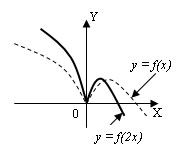 Y
y = f(x)
0
X
y = f(2x)